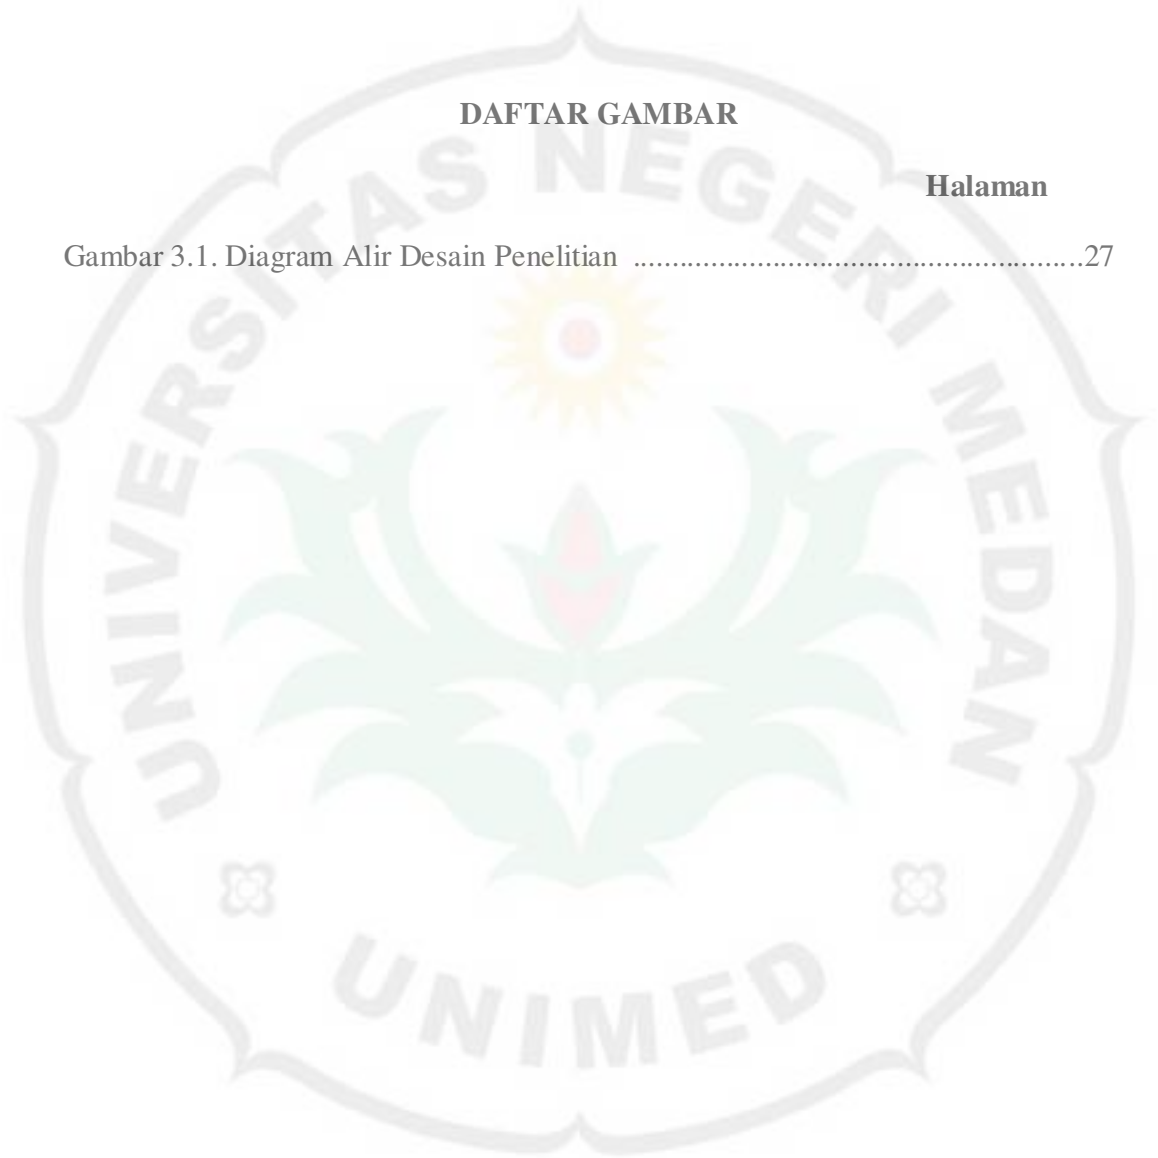 DAFTAR GAMBAR
Halaman
Gambar 3.1. Diagram Alir Desain Penelitian ..........................................................27
UNIVERSITAS NEGERI MEDAN
UNIMED